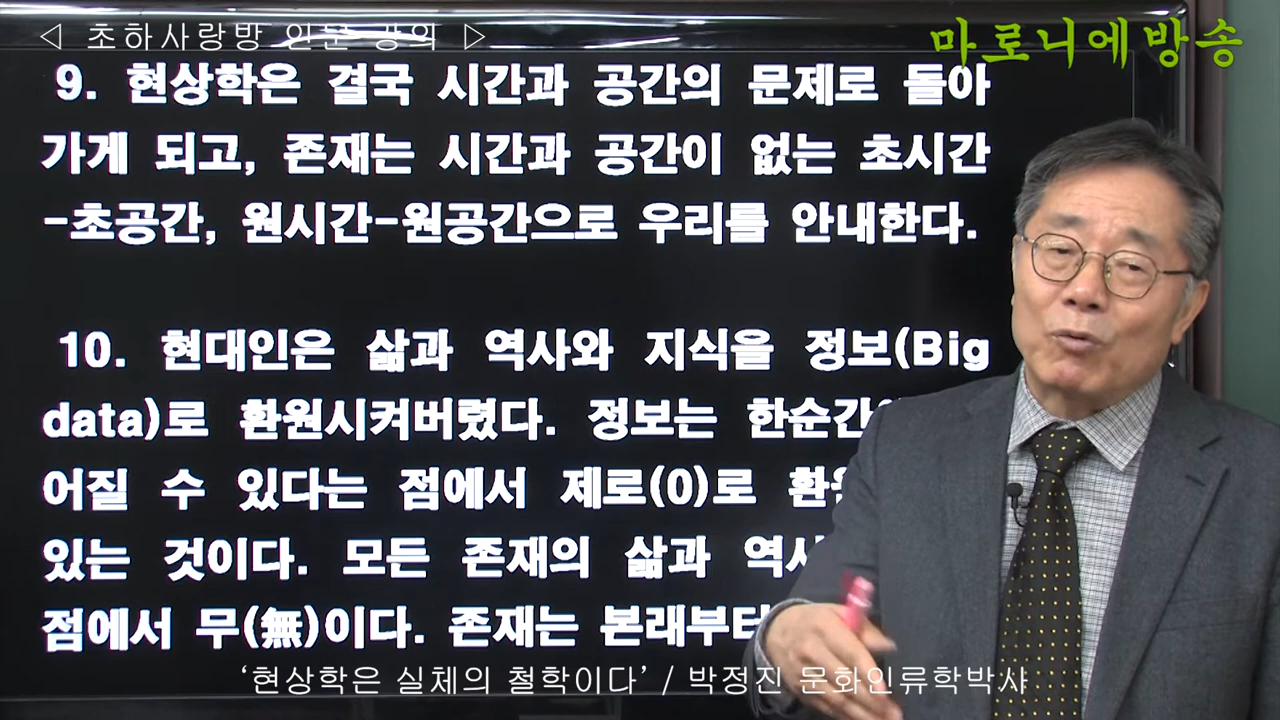 ◁ 초하사랑방 인문 강의 ▷
마로니에방송
9. 현상학은 결국 시간과 공간의 문제로 돌아
가게 되고, 존재는 시간과 공간이 없는 초시간
-초공간, 원시간-원공간으로 우리를 안내한다.
10. 현대인은 삶과 역사와 지식을 정보(Big
data)로 환원시켜버렸다. 정보는
어질 수 있다는 점에서 제로(0)로
있는 것이다. 모든 존재의 삶과
점에서 무(無)이다. 존재는 본래부터
‘현상학은 실체의 철학이다’ / 박정진 문화인류학박사